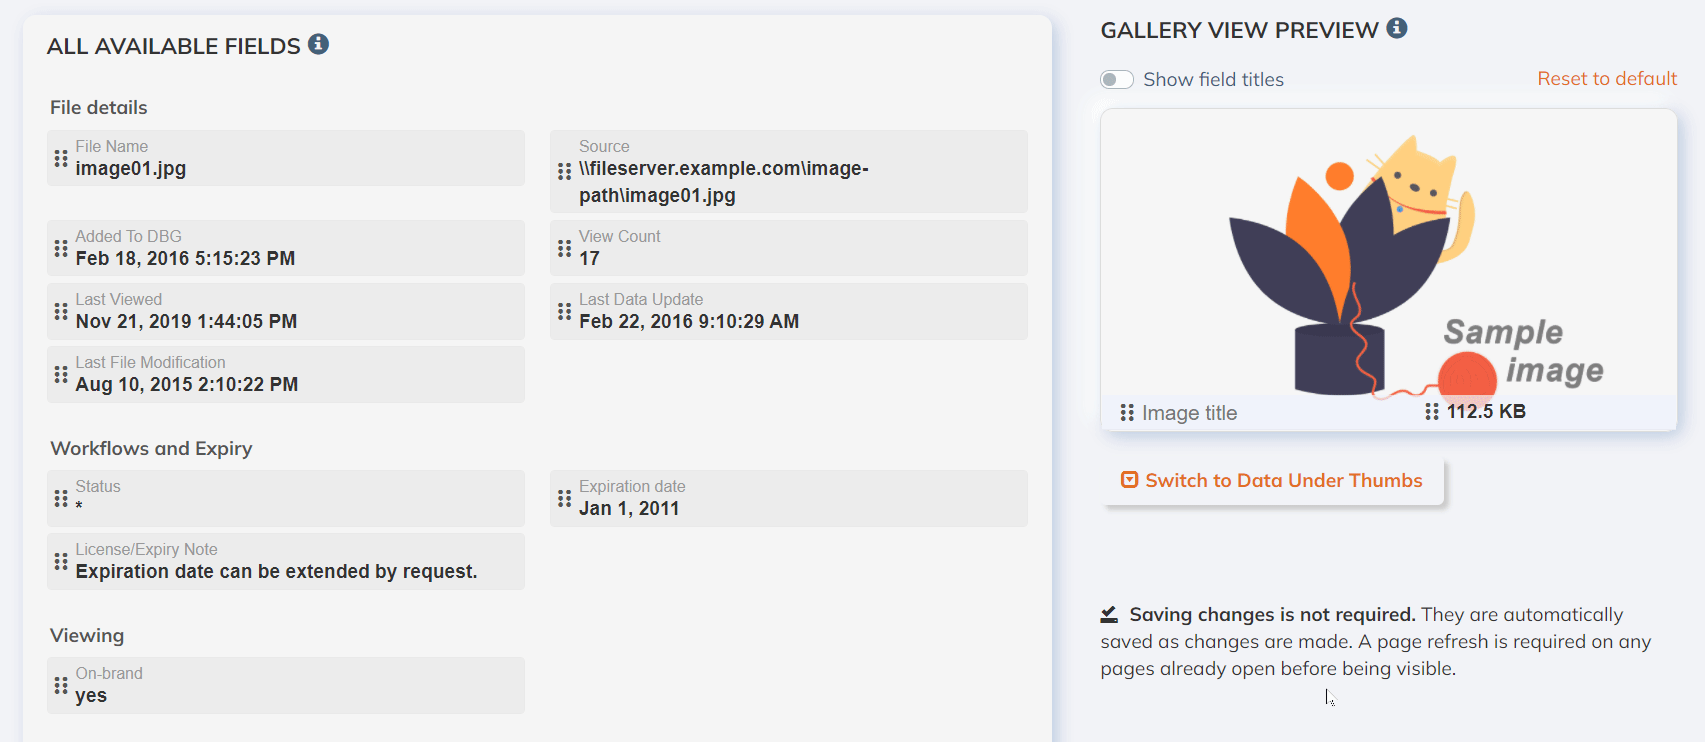 ALL AVAILABLE FIELDS
File details
File Name
image01.jpg
Source
\\fileserver.example.com\image-
path\image01.jpg
Added To DBG
Feb 18, 2016 5:15:23 PM
View Count
17
Last Viewed
Nov 21, 2019 1:44:05 PM
Last Data Update
Feb 22, 2016 9:10:29 AM
Last File Modification
Aug 10, 2015 2:10:22 PM
Workflows and Expiry
Status
*
Expiration date
Jan 1, 2011
License/Expiry Note
Expiration date can be extended by request.
Viewing
On-brand
yes
GALLERY VIEW PREVIEW
Show field titles
Reset to default
Sample
image
Image title
112.5 KB
Switch to Data Under Thumbs
Saving changes is not required. They are automatically
saved as changes are made. A page refresh is required on any
pages already open before being visible.